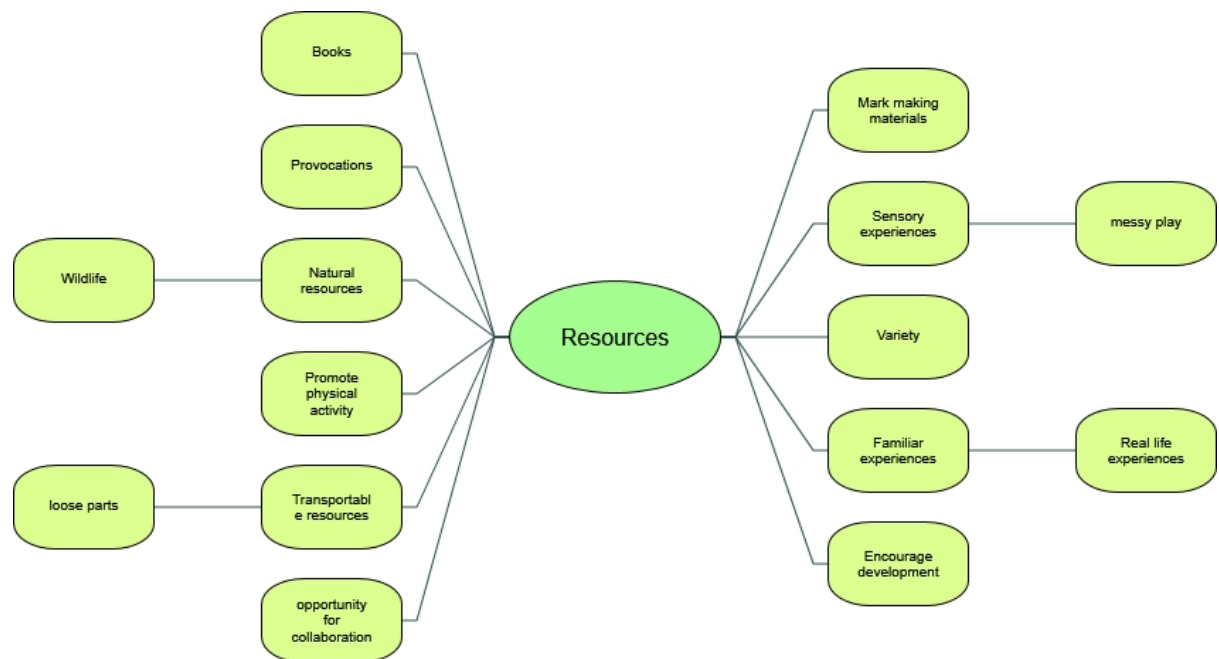 Books
Provocations
Wildlife
Natural
resources
Promote
physical
activity
loose parts
Transportabl
e resources
opportunity
for
collaboration
Resources
Mark making
materials
Sensory
experiences
messy play
Variety
Familiar
experiences
Real life
experiences
Encourage
development